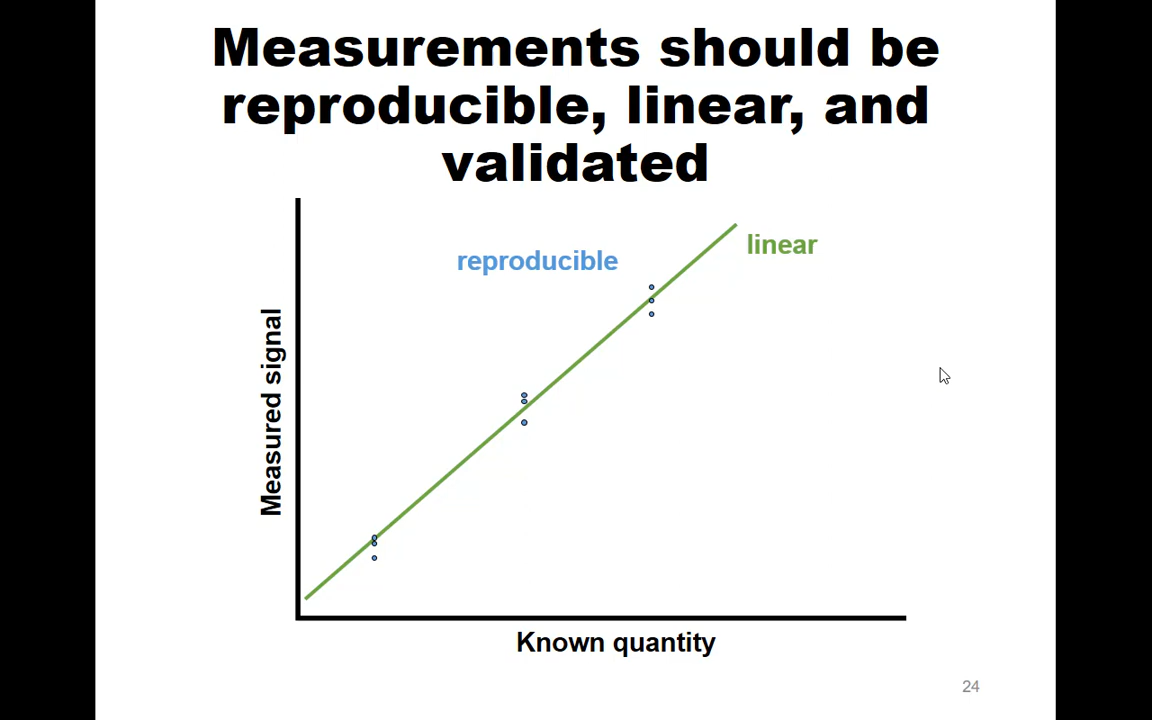 Measurements should be
reproducible, linear, and
validated
linear
reproducible
Measured signal
Known quantity
24